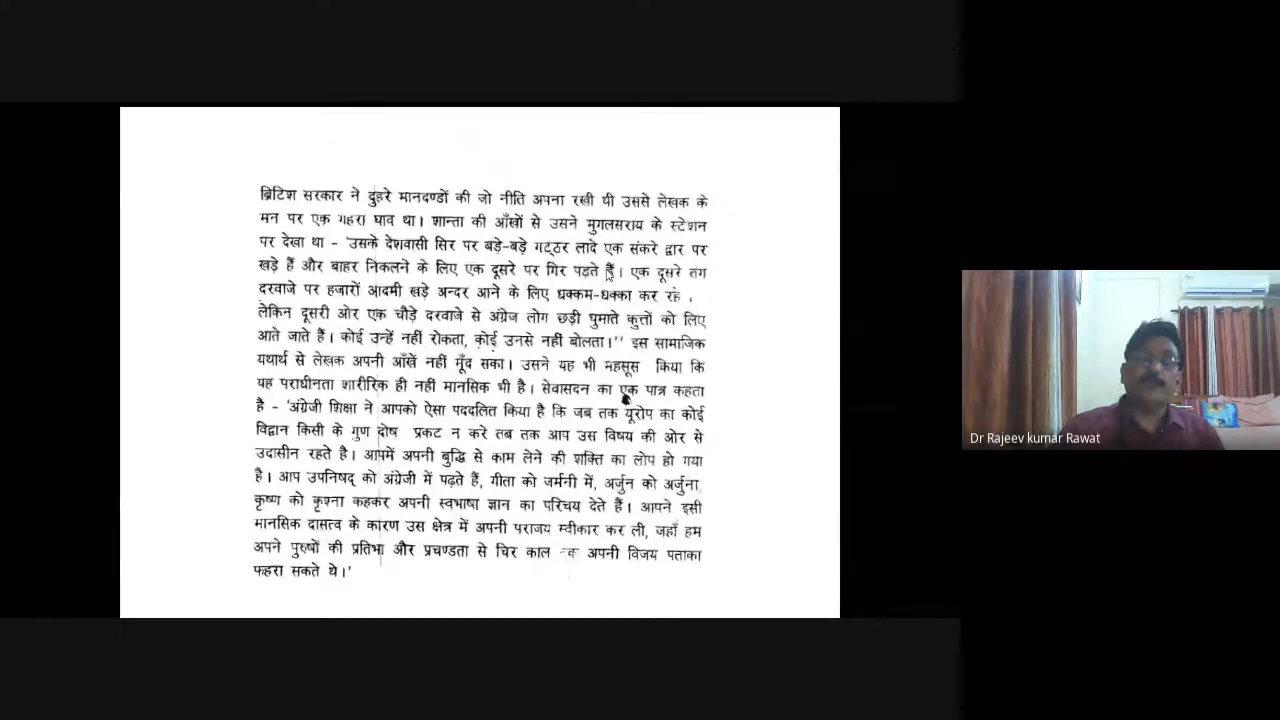 ब्रिटिश सरकार ने दुहरे मानदण्डों की जो नीति अपना रखी थी उससे लेखक के
मन पर एक गहरा घाव था। शान्ता की आँखों से उसने मुगलसराय के स्टेशन
पर देखा था - 'उसके देशवासी सिर पर बड़े-बड़े गट्ठर लादे एक संकरे द्वार पर
खड़े हैं और बाहर निकलने के लिए एक दूसरे पर गिर पड़ते हैं। एक दूसरे तंग
दरवाजे पर हजारों आदमी खड़े अन्दर आने के लिए धक्कम-धक्का कर रहे
लेकिन दूसरी ओर एक चौड़े दरवाजे से अंग्रेज लोग छड़ी घुमाते कुत्तों को लिए
आते जाते हैं। कोई उन्हें नहीं रोकता, कोई उनसे नहीं बोलता।'' इस सामाजिक
यथार्थ से लेखक अपनी आँखें नहीं मूँद सका। उसने यह भी महसूस किया कि
यह पराधीनता शारीरिक ही नहीं मानसिक भी है। सेवासदन का एक पात्र कहता
है - 'अंग्रेजी शिक्षा ने आपको ऐसा पददलित किया है कि जब तक यूरोप का कोई
विद्वान किसी के गुण दोष प्रकट न करे तब तक आप उस विषय की ओर से
उदासीन रहते है। आपमें अपनी बुद्धि से काम लेने की शक्ति का लोप हो गया
है। आप उपनिषद् को अंग्रेजी में पढ़ते हैं, गीता को जर्मनी में, अर्जुन को अर्जुना,
कृष्ण को कृश्ना कहकर अपनी स्वभाषा ज्ञान का परिचय देते हैं। आपने इसी
मानसिक दासत्व के कारण उस क्षेत्र में अपनी पराजय स्वीकार कर ली, जहाँ हम
अपने पुरुषों की प्रतिभा और प्रचण्डता से चिर काल अपनी विजय पताका
फहरा सकते थे।'
Dr Rajeev kumar Rawat